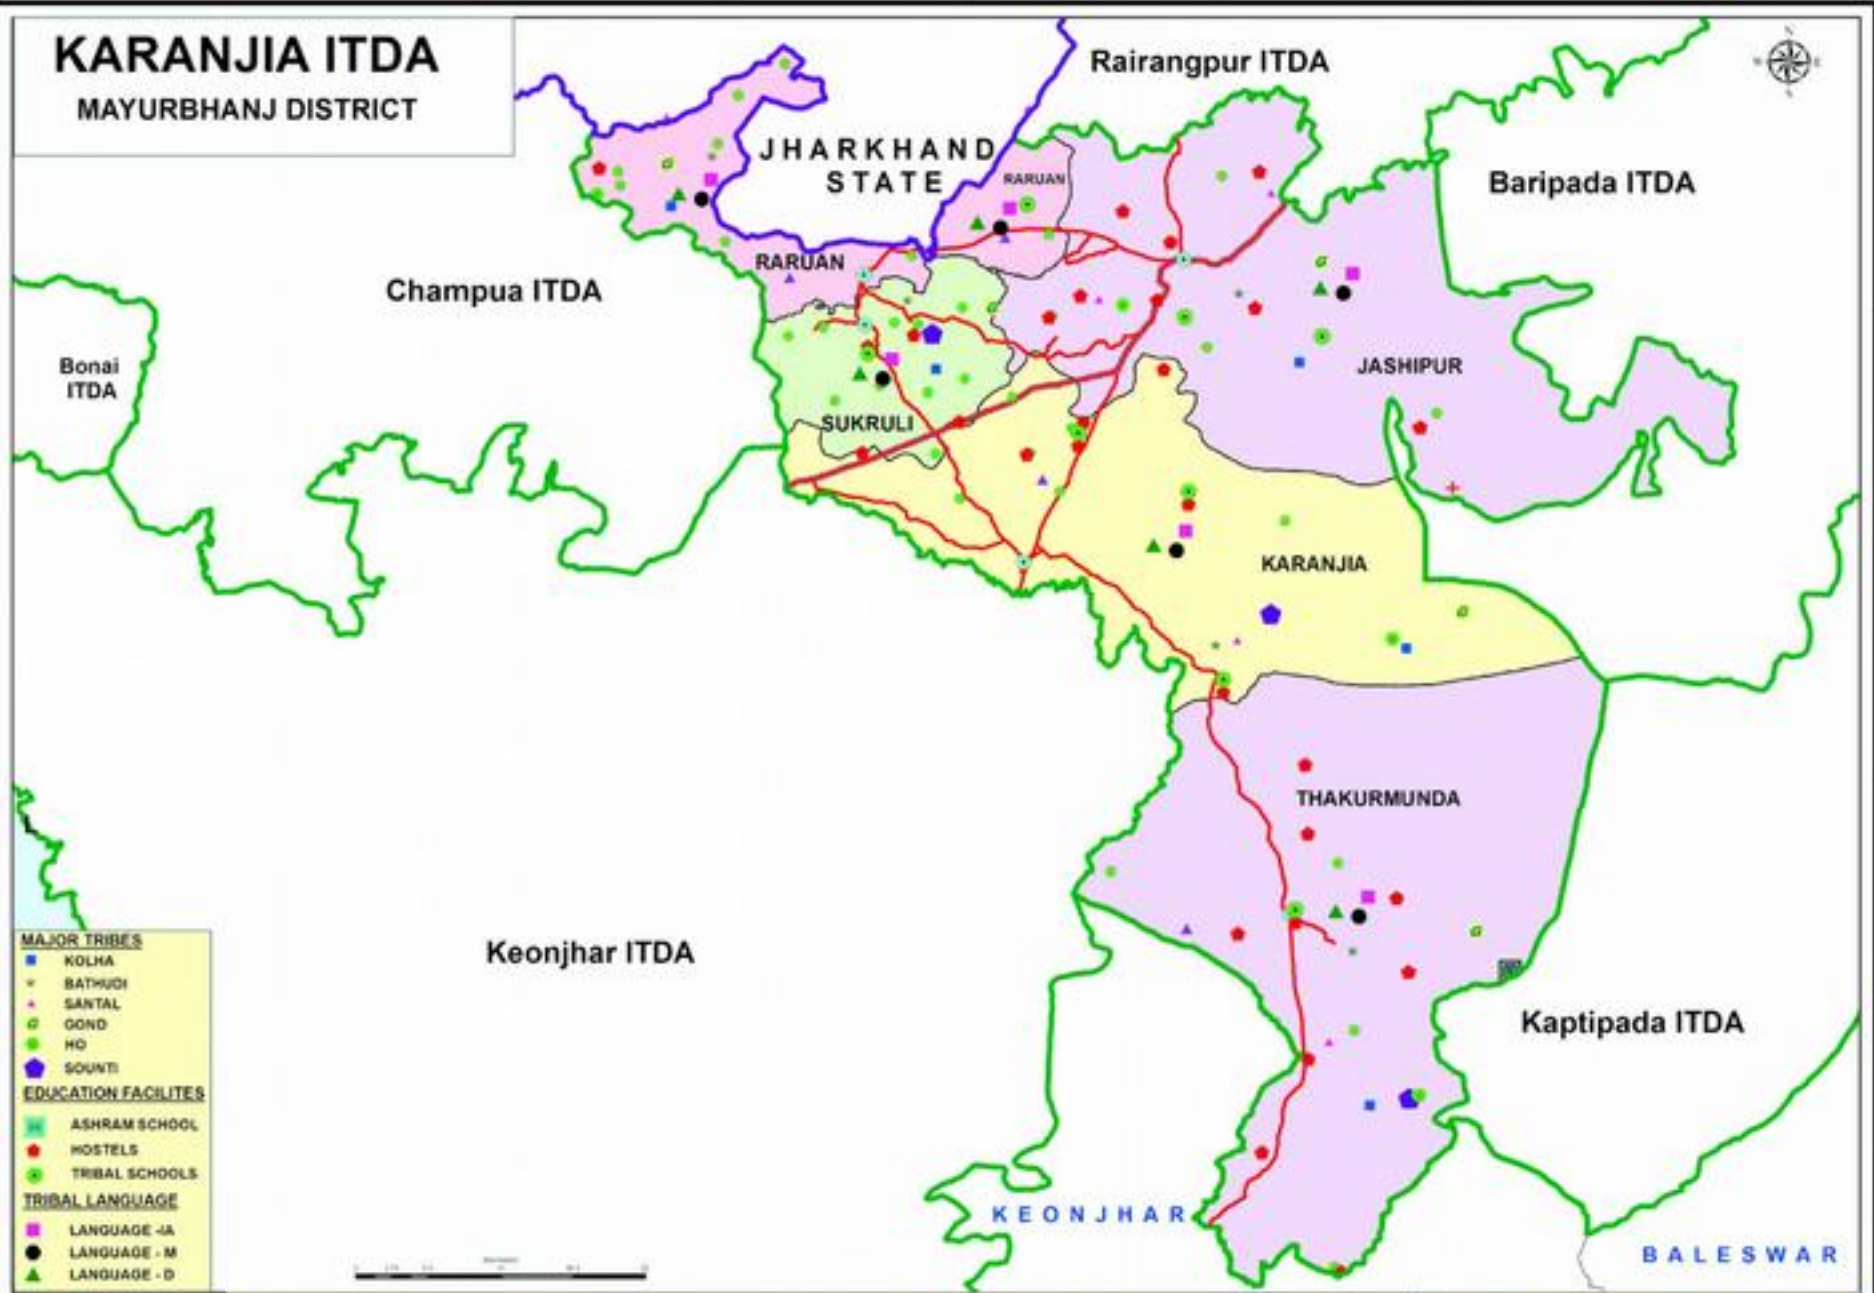 KARANJIA ITDA
MAYURBHANJ DISTRICT
Rairangpur ITDA
N
W
E
S
JHARKHAND
STATE
RARUAN
Baripada ITDA
RARUAN
Champua ITDA
Bonai
ITDA
JASHIPUR
SUKRULI
KARANJIA
THAKURMUNDA
Keonjhar ITDA
Kaptipada ITDA
KEONJHAR
BALESWAR
MAJOR TRIBES
KOLHA
BATHUDI
SANTAL
GOND
HO
SOUNTI
EDUCATION FACILITES
ASHRAM SCHOOL
HOSTELS
TRIBAL SCHOOLS
TRIBAL LANGUAGE
LANGUAGE -IA
LANGUAGE - M
LANGUAGE - D